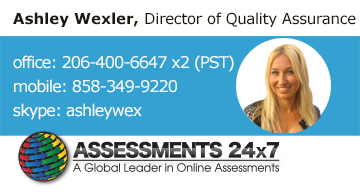 Ashley Wexler, Director of Quality Assurance
office: 206-400-6647 x2 (PST)
mobile: 858-349-9220
skype: ashleywex
ASSESSMENTS 24x7
A Global Leader in Online Assessments